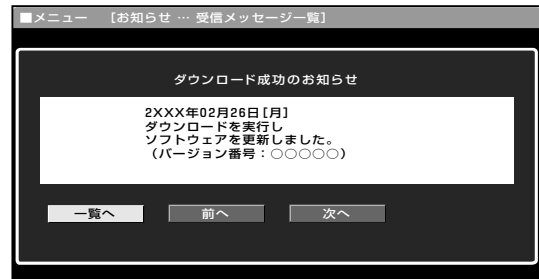 ■メニュー [お知らせ … 受信メッセージ一覧]
ダウンロード成功のお知らせ
2XXX年02月26日[月]
ダウンロードを実行し
ソフトウェアを更新しました。
（バージョン番号：○○○○○）
一覧へ 前へ 次へ